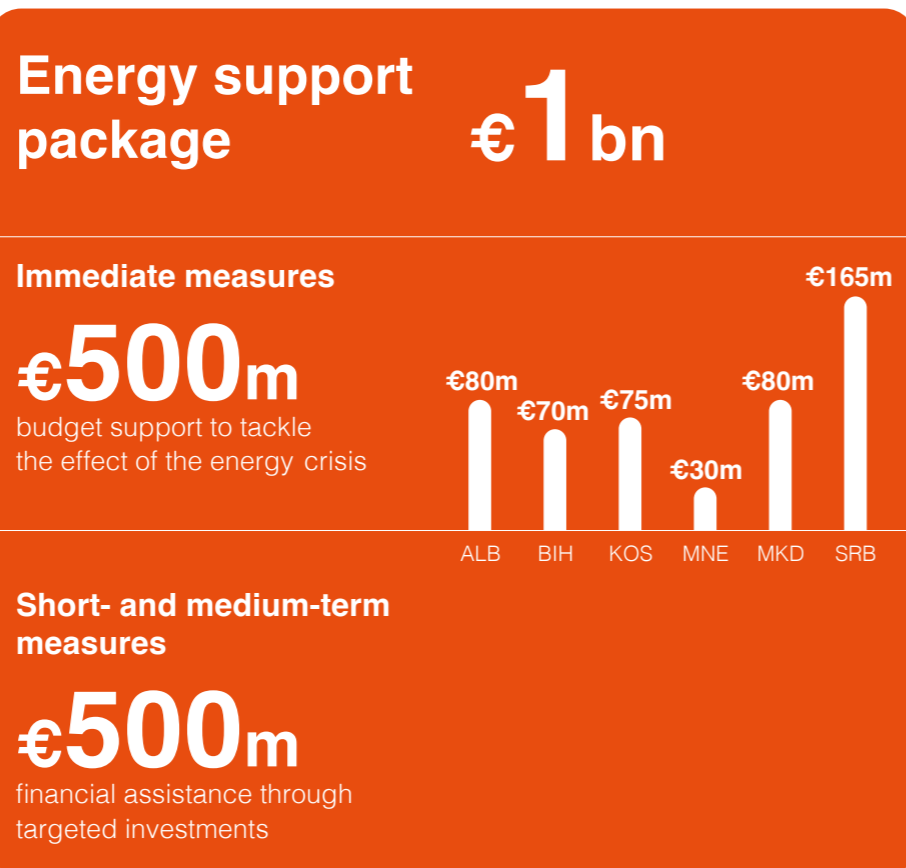 Energy support
package
€1 bn
Immediate measures
€500m
budget support to tackle
the effect of the energy crisis
€80m
€70m
€75m
€30m
€80m
€165m
ALB BIH KOS MNE MKD SRB
Short- and medium-term
measures
€500m
financial assistance through
targeted investments